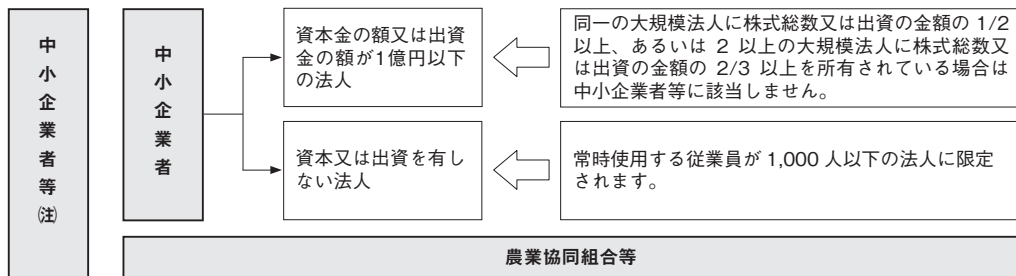 中小企業者等(注)
中小企業者
資本金の額又は出資
金の額が1億円以下
の法人
同一の大規模法人に株式総数又は出資の金額の 1/2
以上、あるいは 2 以上の大規模法人に株式総数又
は出資の金額の 2/3 以上を所有されている場合は
中小企業者等に該当しません。
資本又は出資を有し
ない法人
常時使用する従業員が 1,000 人以下の法人に限定
されます。
農業協同組合等